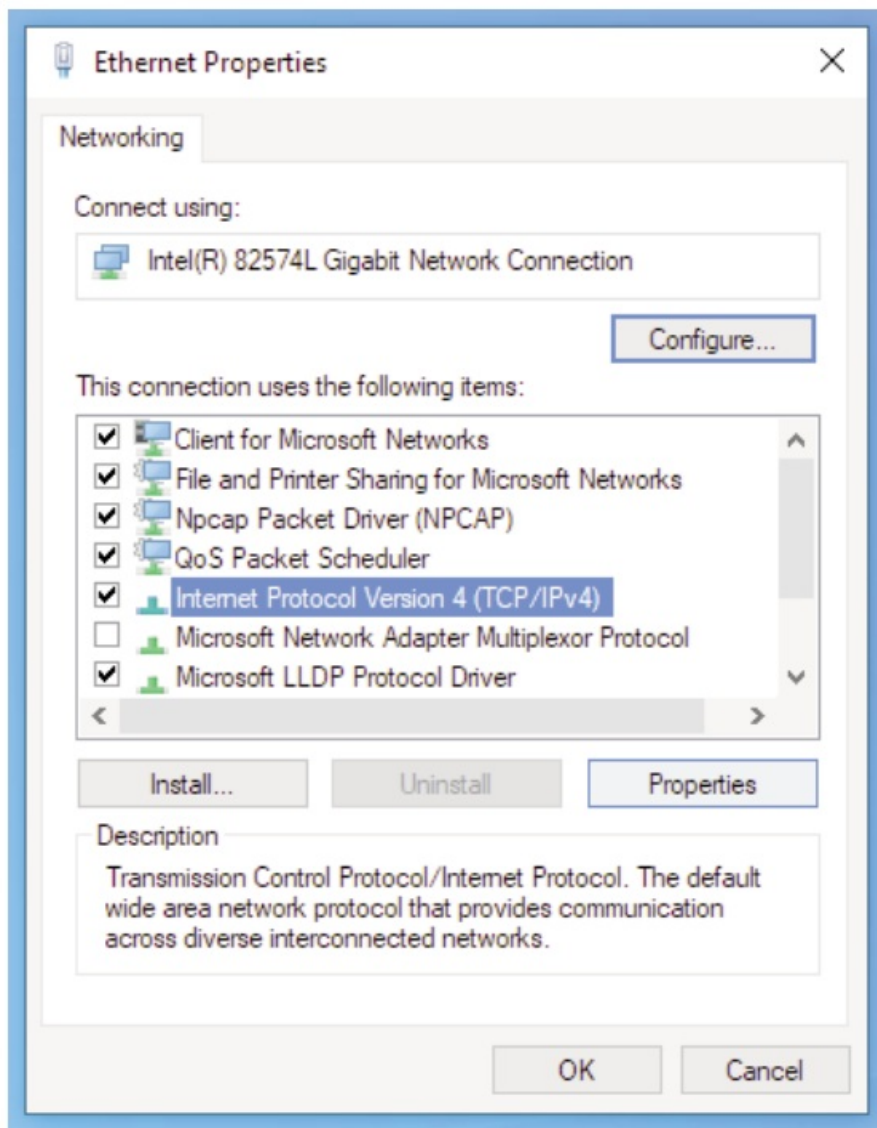 Ethernet Properties
Networking
Connect using:
Intel(R) 82574L Gigabit Network Connection
Configure...
This connection uses the following items:
Client for Microsoft Networks
File and Printer Sharing for Microsoft Networks
Npcap Packet Driver (NPCAP)
QoS Packet Scheduler
Internet Protocol Version 4 (TCP/IPv4)
Microsoft Network Adapter Multiplexor Protocol
Microsoft LLDP Protocol Driver
Install... Uninstall Properties
Description
Transmission Control Protocol/Internet Protocol. The default
wide area network protocol that provides communication
across diverse interconnected networks.
OK Cancel